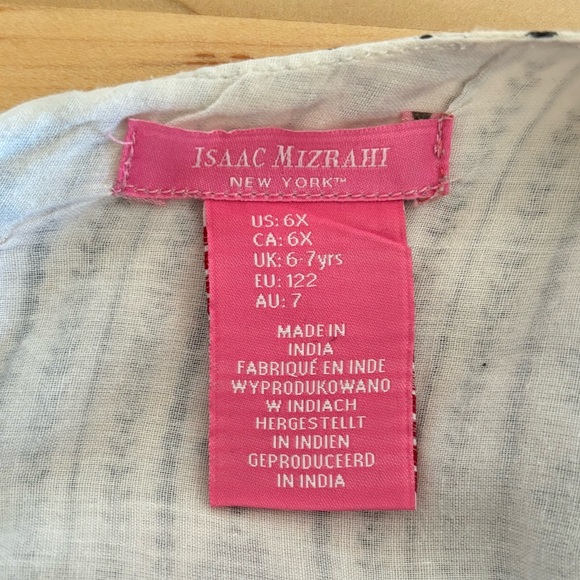 ISAAC MIZRAHI
NEW YORK™
US: 6X
CA: 6X
UK: 6-7yrs
EU: 122
AU: 7
MADE IN
INDIA
FABRIQUÉ EN INDE
WYPRODUKOWANO
W INDIACH
HERGESTELLT
IN INDIEN
GEPRODUCEERD
IN INDIA